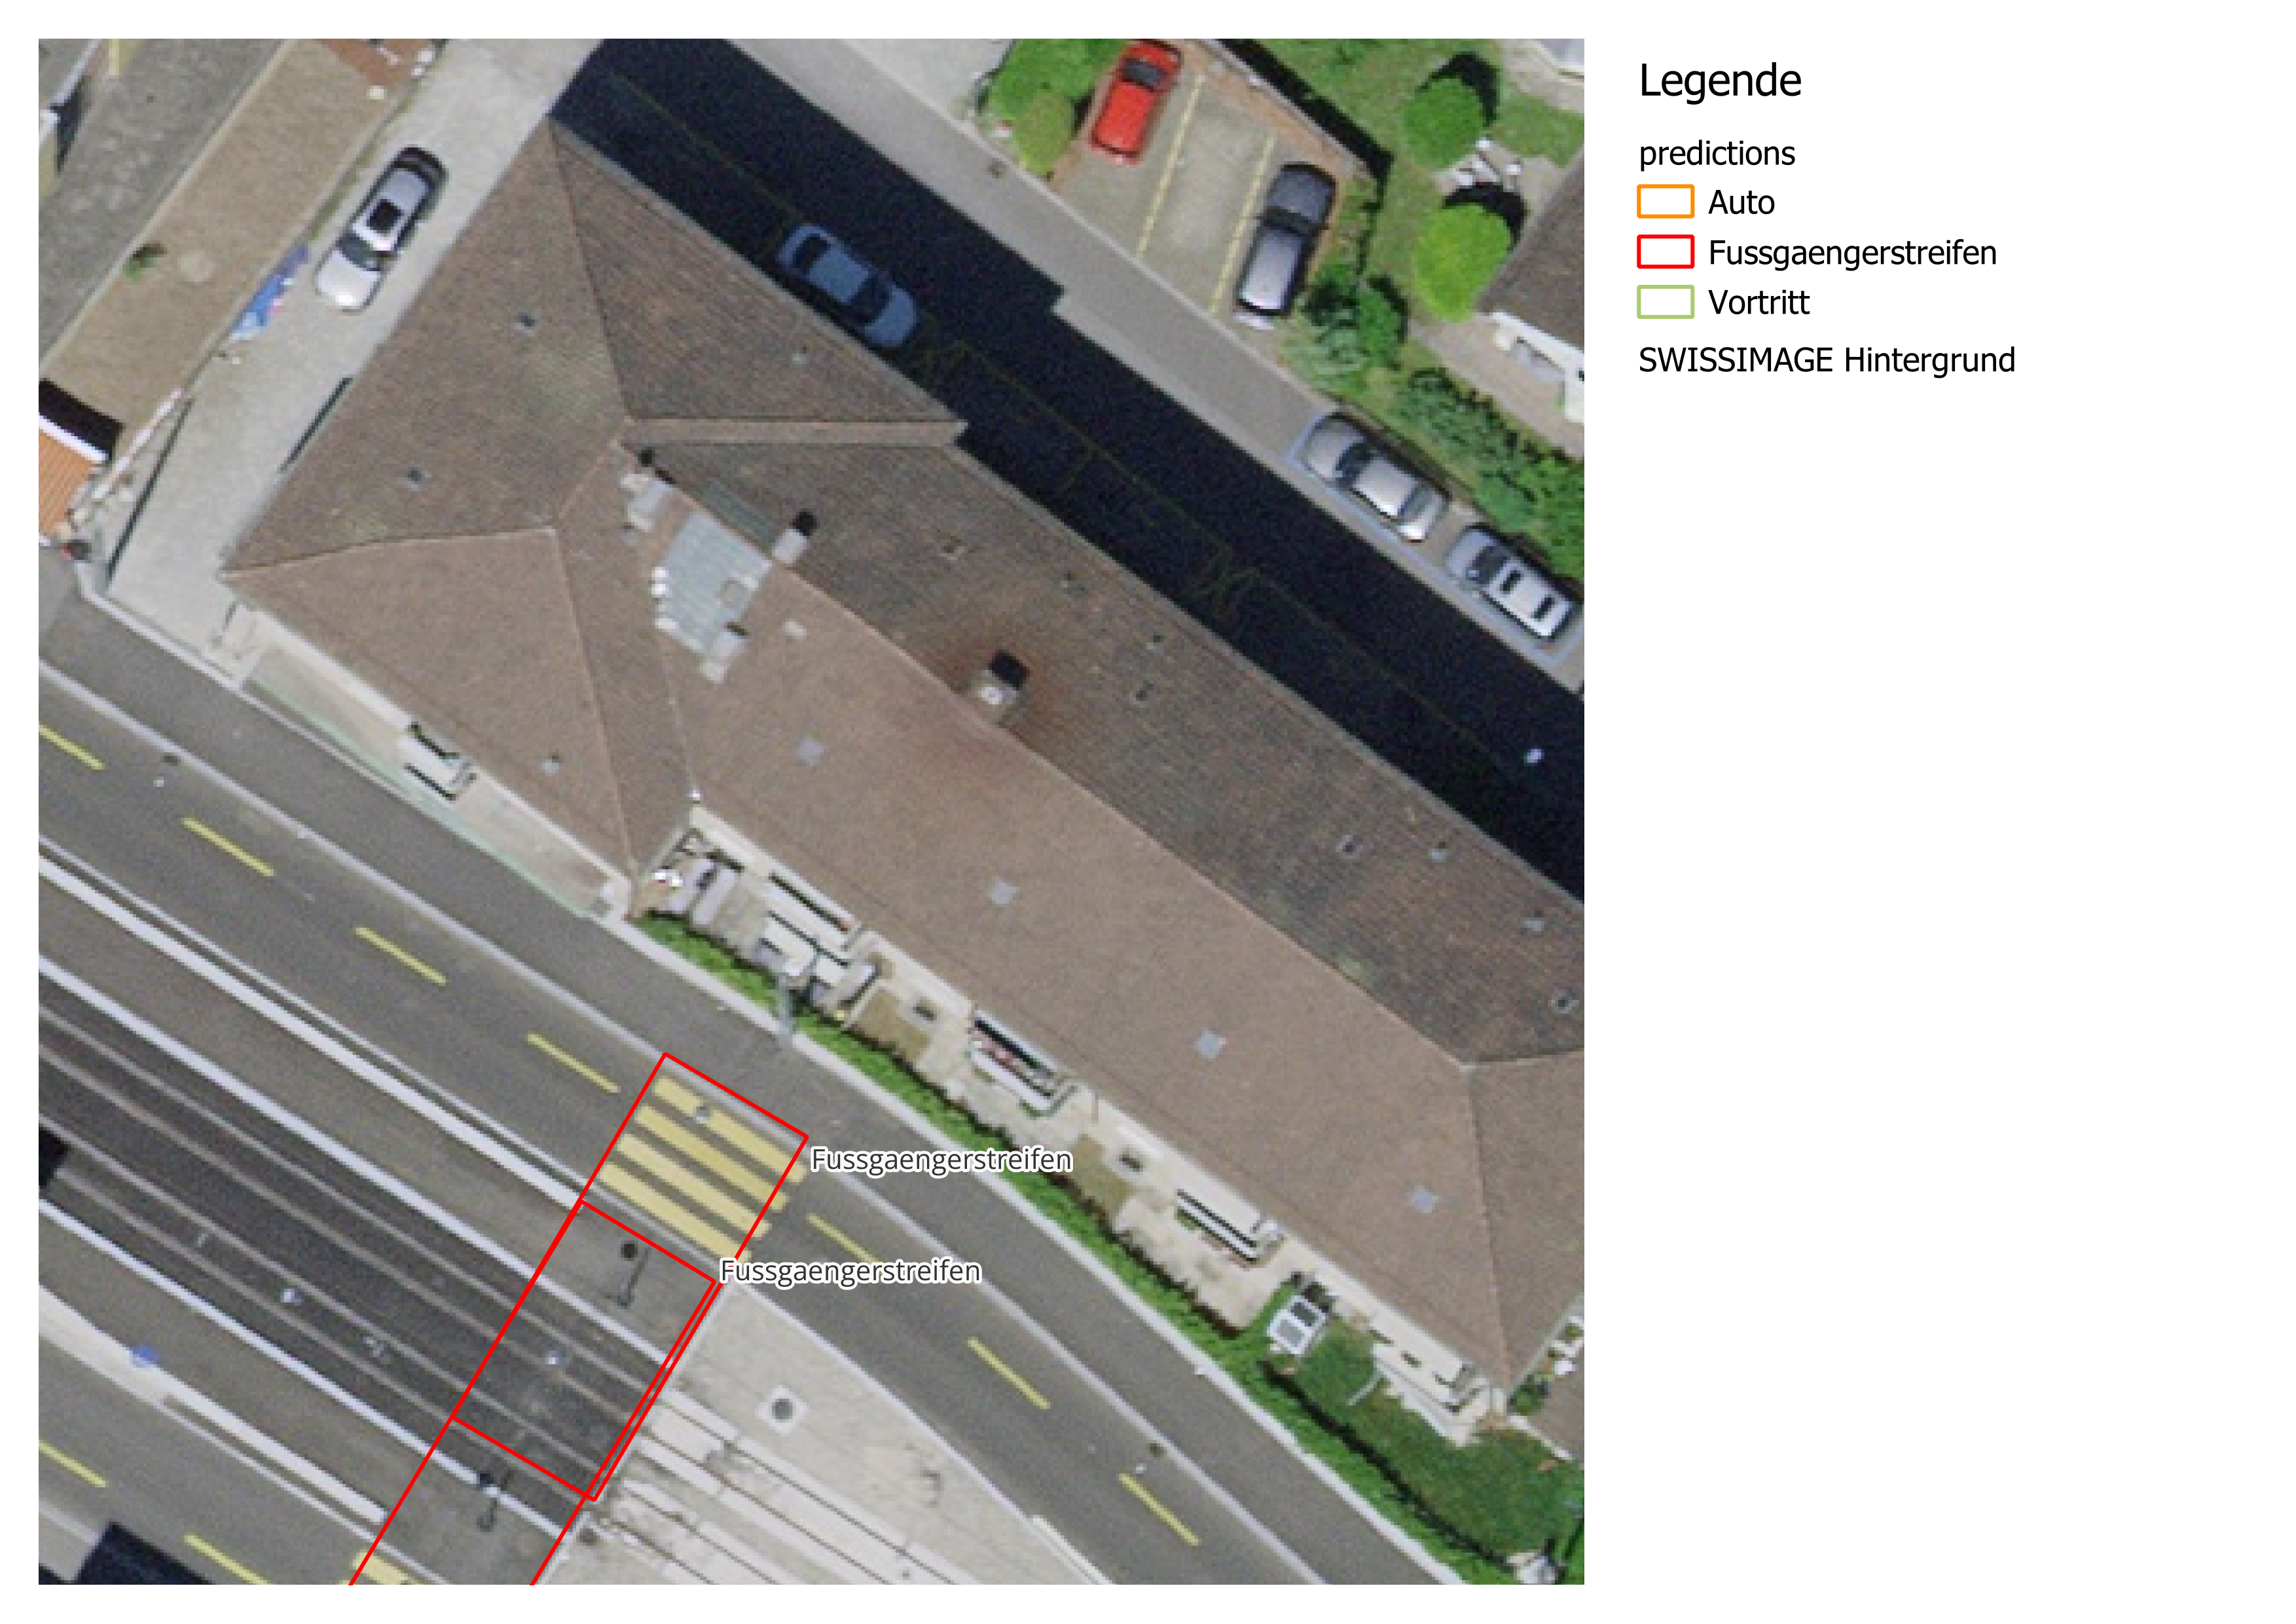 Legende
predictions
Auto
Fussgaengerstreifen
Vortritt
SWISSIMAGE Hintergrund
Fussgaengerstreifen
Fussgaengerstreifen